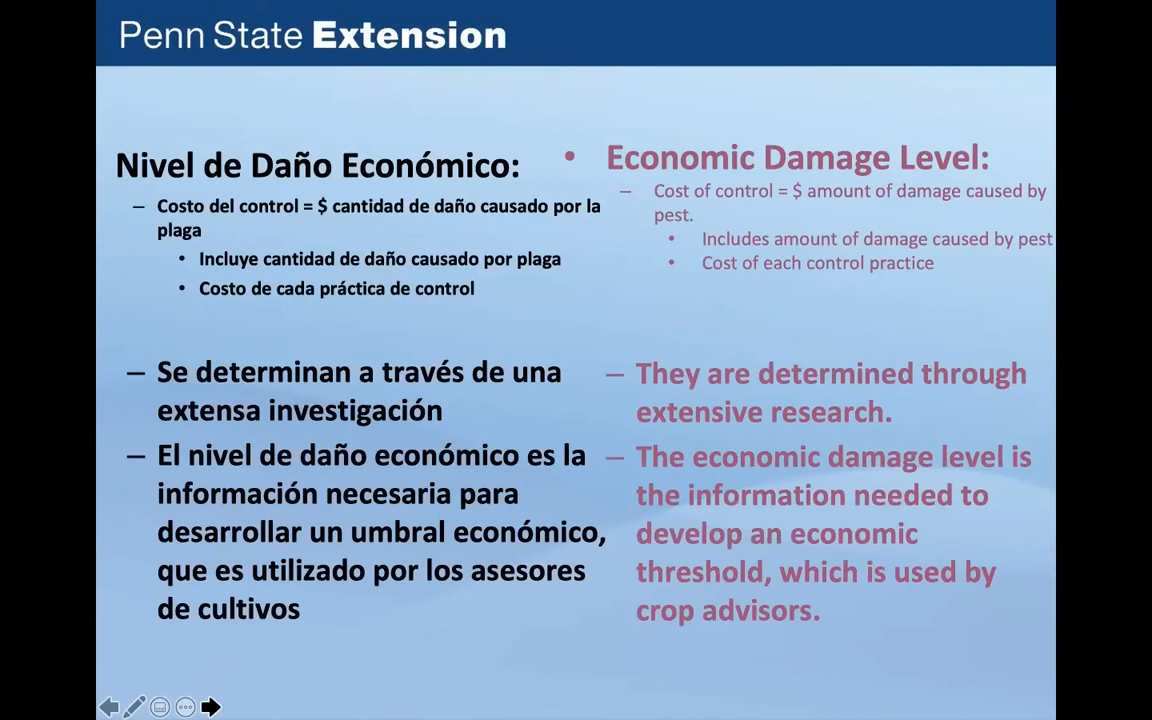 Penn State Extension
Nivel de Daño Económico:
– Costo del control = $ cantidad de daño causado por la
plaga
• Incluye cantidad de daño causado por plaga
• Costo de cada práctica de control
– Se determinan a través de una
extensa investigación
– El nivel de daño económico es la
información necesaria para
desarrollar un umbral económico,
que es utilizado por los asesores
de cultivos
• Economic Damage Level:
– Cost of control = $ amount of damage caused by
pest.
• Includes amount of damage caused by pest
• Cost of each control practice
– They are determined through
extensive research.
– The economic damage level is
the information needed to
develop an economic
threshold, which is used by
crop advisors.